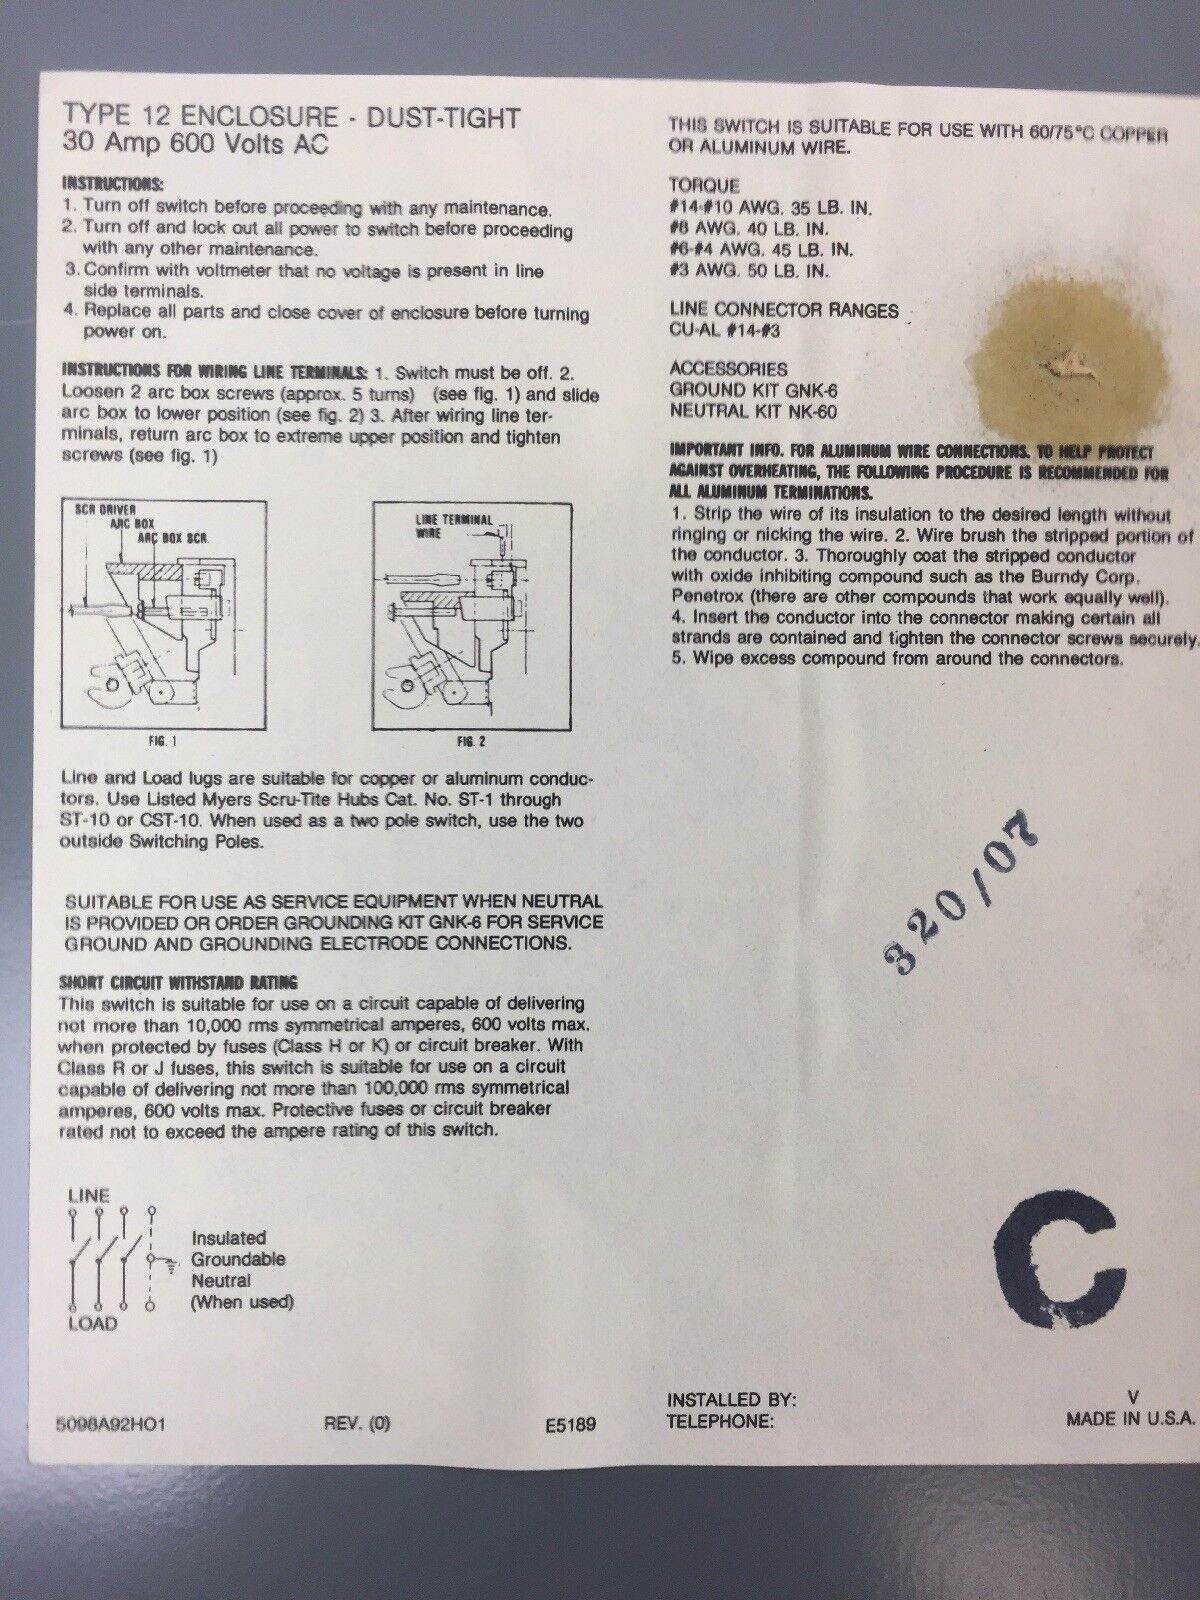 TYPE 12 ENCLOSURE - DUST-TIGHT
30 Amp 600 Volts AC
INSTRUCTIONS:
1. Turn off switch before proceeding with any maintenance.
2. Turn off and lock out all power to switch before proceeding
with any other maintenance.
3. Confirm with voltmeter that no voltage is present in line
side terminals.
4. Replace all parts and close cover of enclosure before turning
power on.
INSTRUCTIONS FOR WIRING LINE TERMINALS: 1. Switch must be off. 2.
Loosen 2 arc box screws (approx. 5 turns) (see fig. 1) and slide
arc box to lower position (see fig. 2) 3. After wiring line ter-
minals, return arc box to extreme upper position and tighten
screws (see fig. 1)
SCR DRIVER
ARC BOX
ARC BOX SCR.
FIG. 1
LINE TERMINAL
WIRE
FIG. 2
Line and Load lugs are suitable for copper or aluminum conduc-
tors. Use Listed Myers Scru-Tite Hubs Cat. No. ST-1 through
ST-10 or CST-10. When used as a two pole switch, use the two
outside Switching Poles.
SUITABLE FOR USE AS SERVICE EQUIPMENT WHEN NEUTRAL
IS PROVIDED OR ORDER GROUNDING KIT GNK-6 FOR SERVICE
GROUND AND GROUNDING ELECTRODE CONNECTIONS.
SHORT CIRCUIT WITHSTAND RATING
This switch is suitable for use on a circuit capable of delivering
not more than 10,000 rms symmetrical amperes, 600 volts max.
when protected by fuses (Class H or K) or circuit breaker. With
Class R or J fuses, this switch is suitable for use on a circuit
capable of delivering not more than 100,000 rms symmetrical
amperes, 600 volts max. Protective fuses or circuit breaker
rated not to exceed the ampere rating of this switch.
LINE
Insulated
Groundable
Neutral
(When used)
LOAD
5098A92HO1 REV. (0) E5189
THIS SWITCH IS SUITABLE FOR USE WITH 60/75°C COPPER
OR ALUMINUM WIRE.
TORQUE
#14-#10 AWG. 35 LB. IN.
#8 AWG. 40 LB. IN.
#6-#4 AWG. 45 LB. IN.
#3 AWG. 50 LB. IN.
LINE CONNECTOR RANGES
CU-AL #14-#3
ACCESSORIES
GROUND KIT GNK-6
NEUTRAL KIT NK-60
IMPORTANT INFO. FOR ALUMINUM WIRE CONNECTIONS. TO HELP PROTECT
AGAINST OVERHEATING, THE FOLLOWING PROCEDURE IS RECOMMENDED FOR
ALL ALUMINUM TERMINATIONS.
1. Strip the wire of its insulation to the desired length without
ringing or nicking the wire. 2. Wire brush the stripped portion of
the conductor. 3. Thoroughly coat the stripped conductor
with oxide inhibiting compound such as the Burndy Corp.
Penetrox (there are other compounds that work equally well).
4. Insert the conductor into the connector making certain all
strands are contained and tighten the connector screws securely.
5. Wipe excess compound from around the connectors.
320/07
C
INSTALLED BY:
TELEPHONE:
V
MADE IN U.S.A.